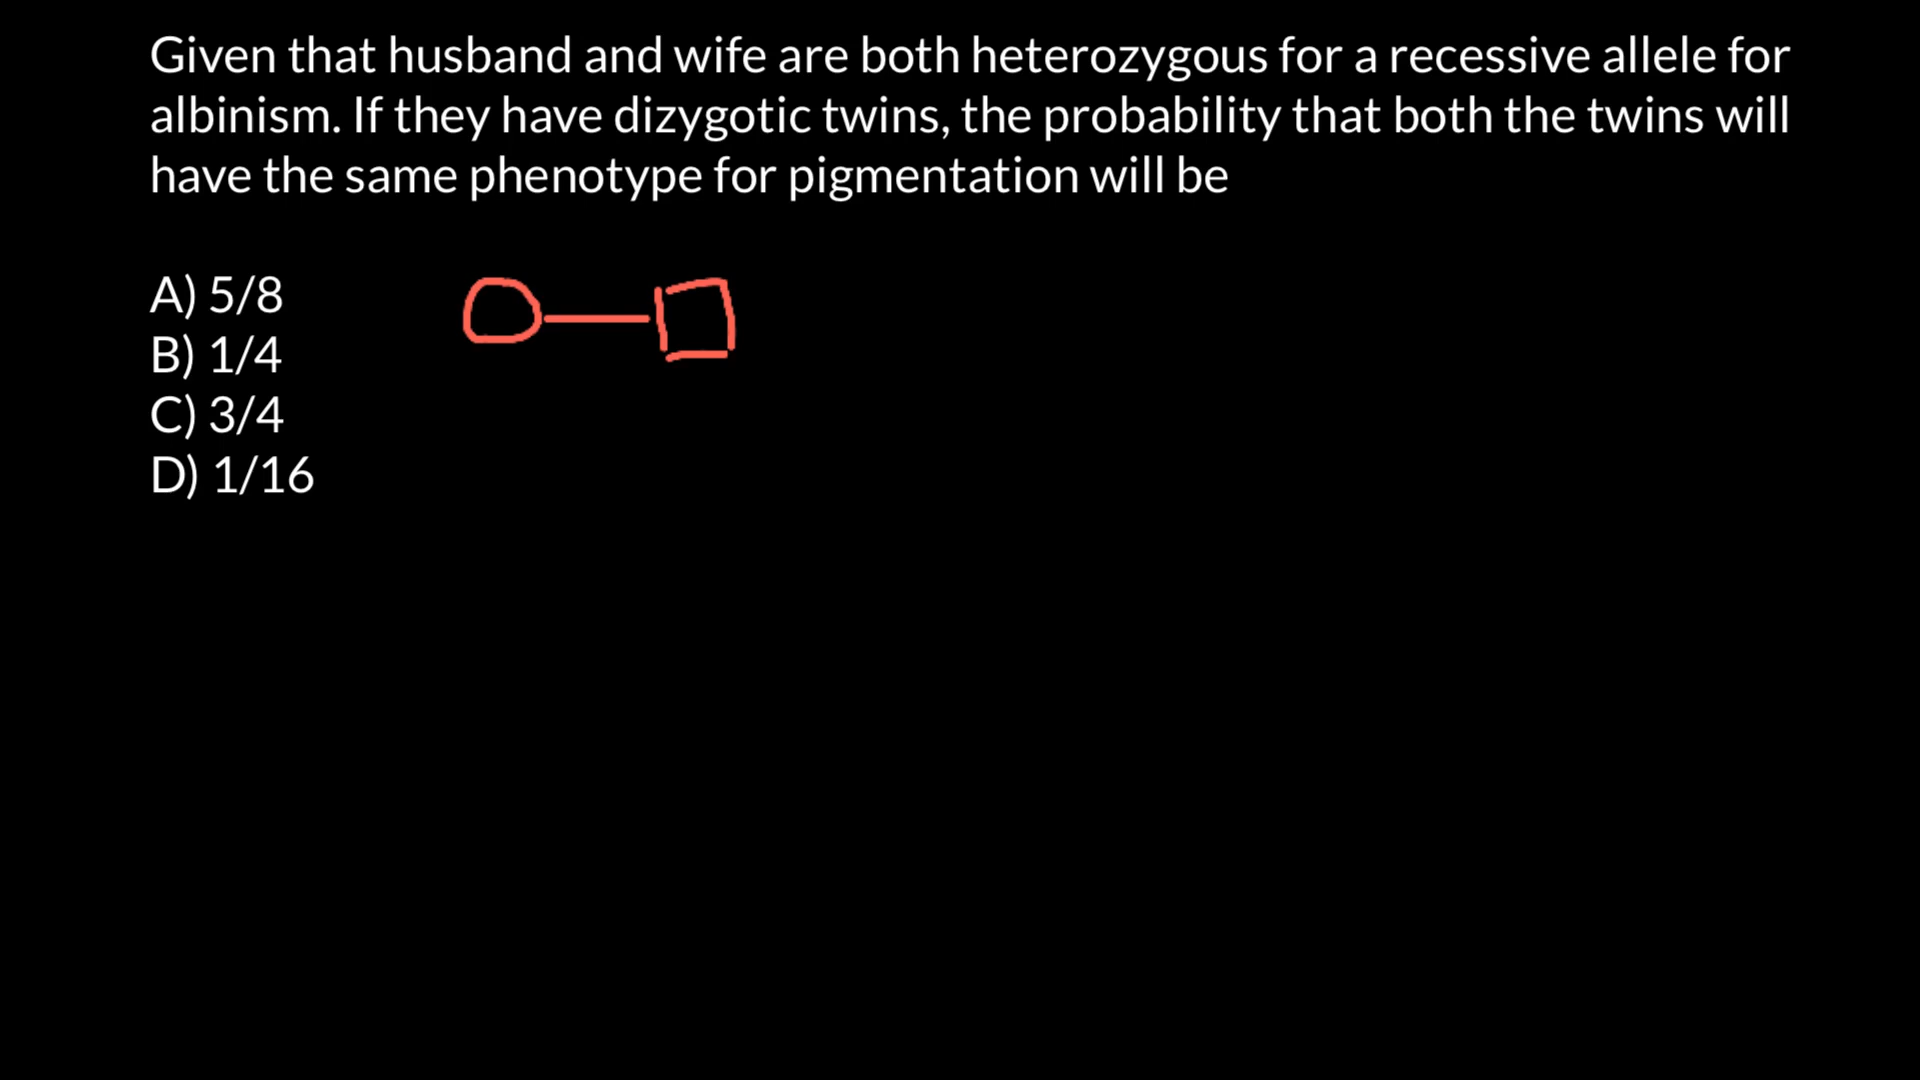 Given that husband and wife are both heterozygous for a recessive allele for
albinism. If they have dizygotic twins, the probability that both the twins will
have the same phenotype for pigmentation will be
A) 5/8
B) 1/4
C) 3/4
D) 1/16